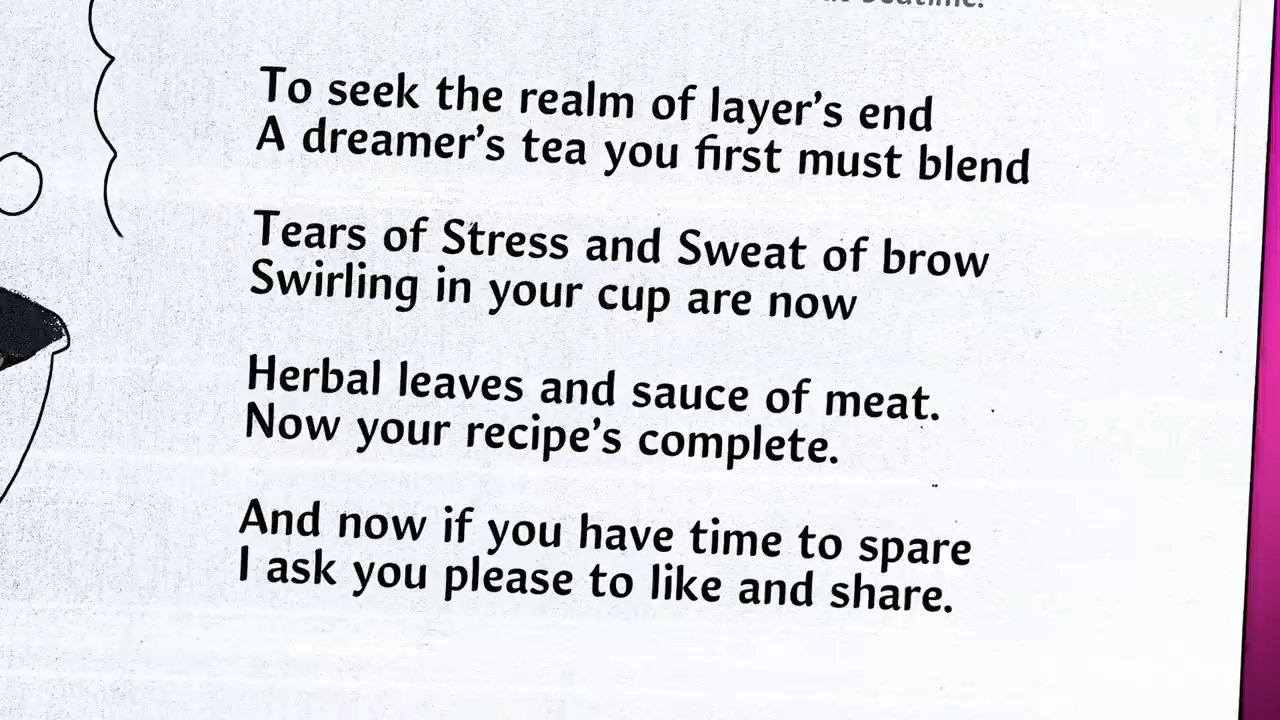 To seek the realm of layer's end
A dreamer's tea you first must blend
Tears of Stress and Sweat of brow
Swirling in your cup are now
Herbal leaves and sauce of meat.
Now your recipe's complete.
And now if you have time to spare
I ask you please to like and share.